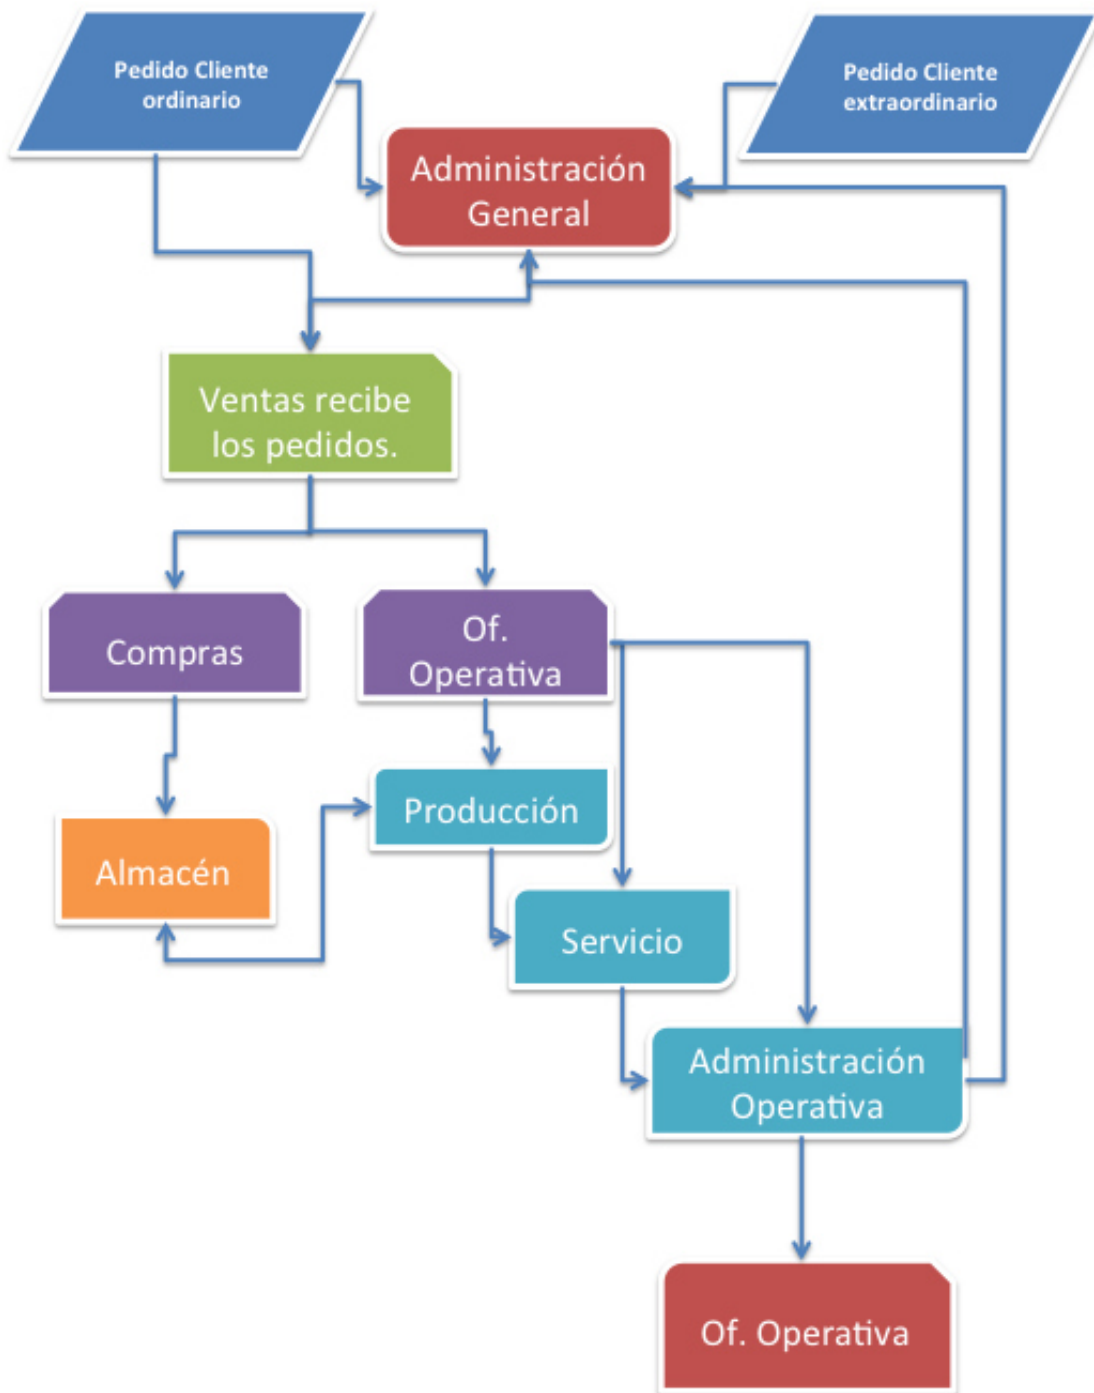 Pedido Cliente
ordinario
Pedido Cliente
extraordinario
Administración
General
Ventas recibe
los pedidos.
Compras
Of.
Operativa
Producción
Almacén
Servicio
Administración
Operativa
Of. Operativa